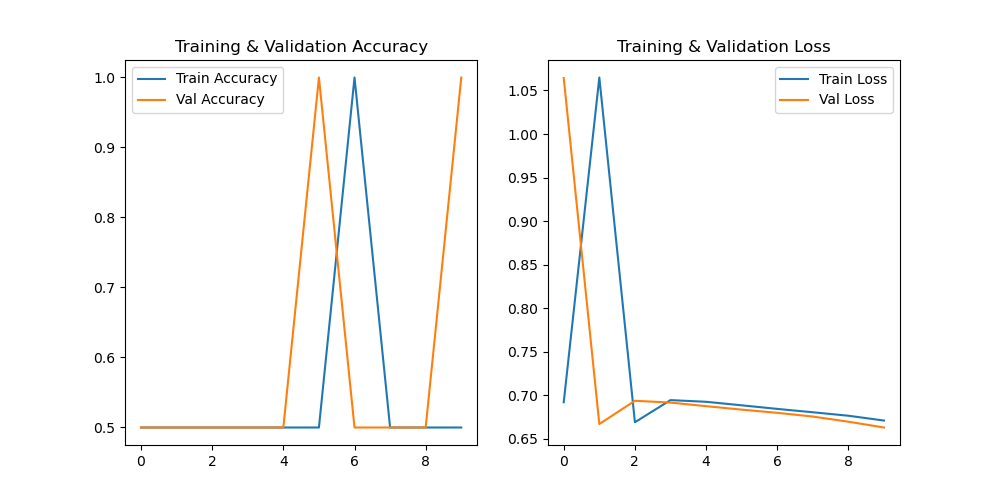 Training & Validation Accuracy
Train Accuracy
Val Accuracy
1.0
0.9
0.8
0.7
0.6
0.5
0 2 4 6 8
Training & Validation Loss
Train Loss
Val Loss
1.05
1.00
0.95
0.90
0.85
0.80
0.75
0.70
0.65
0 2 4 6 8